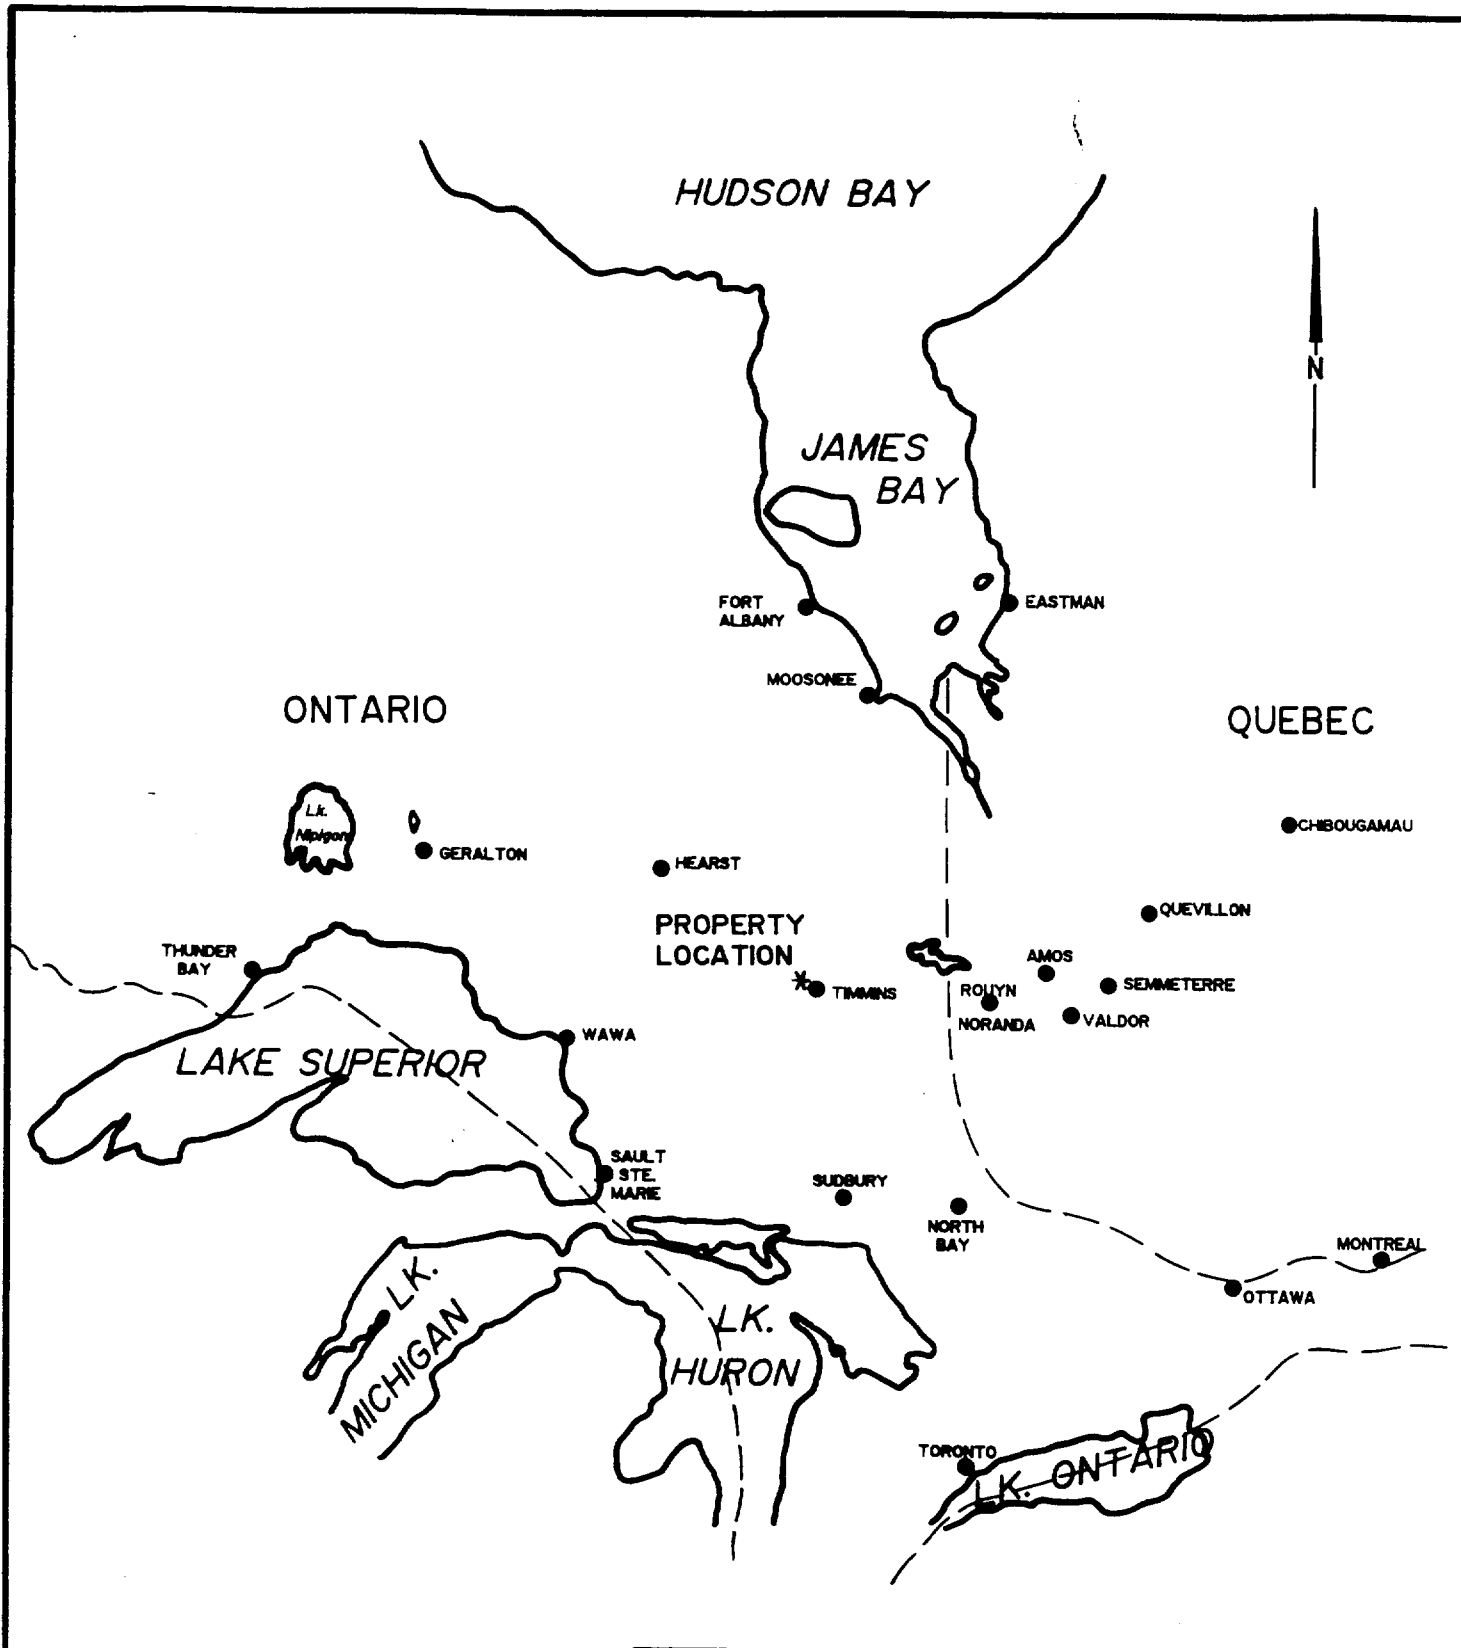 HUDSON BAY
N
JAMES
BAY
FORT
ALBANY
EASTMAN
MOOSONEE
ONTARIO
QUEBEC
Lk.
Nipigon
GERALTON
HEARST
CHIBOUGAMAU
PROPERTY
LOCATION
QUEVILLON
THUNDER
BAY
AMOS
TIMMINS
ROUYN
NORANDA
SEMMETERRE
VALDOR
WAWA
LAKE SUPERIOR
SAULT
STE.
MARIE
SUDBURY
NORTH
BAY
MONTREAL
OTTAWA
LK.
MICHIGAN
LK.
HURON
TORONTO
LK. ONTARIO